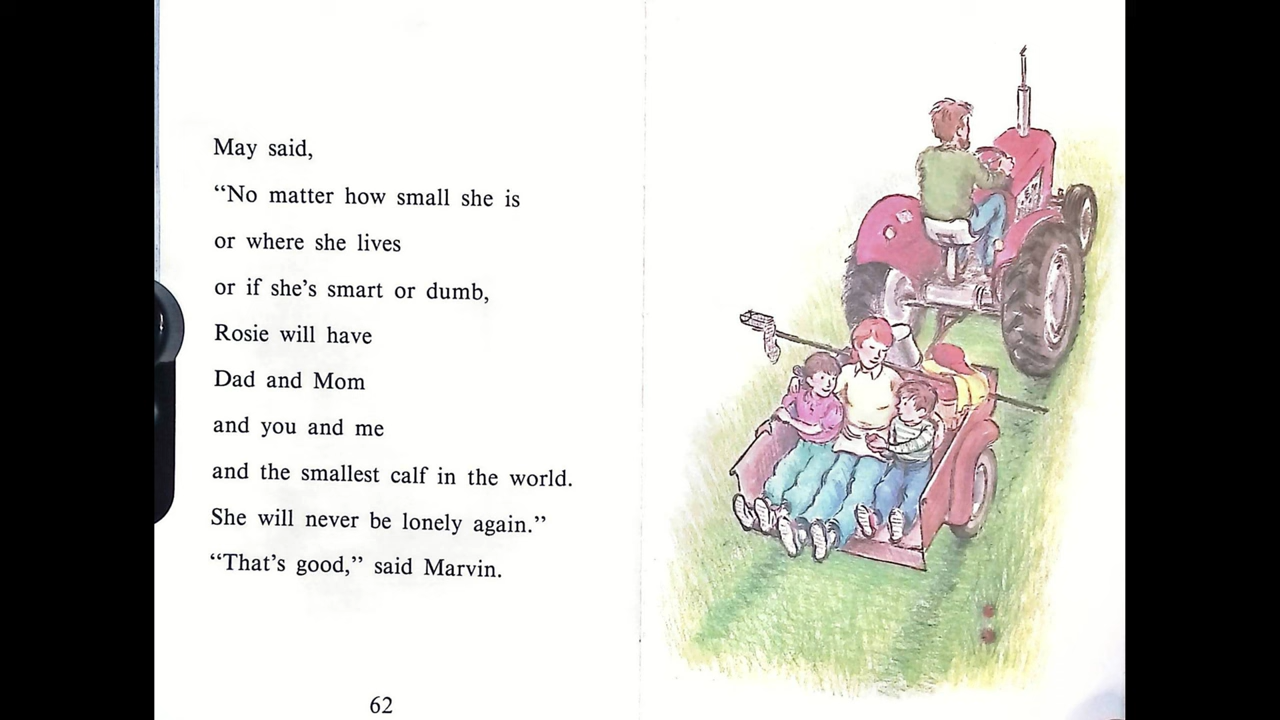 May said,
“No matter how small she is
or where she lives
or if she’s smart or dumb,
Rosie will have
Dad and Mom
and you and me
and the smallest calf in the world.
She will never be lonely again.”
“That’s good,” said Marvin.
62